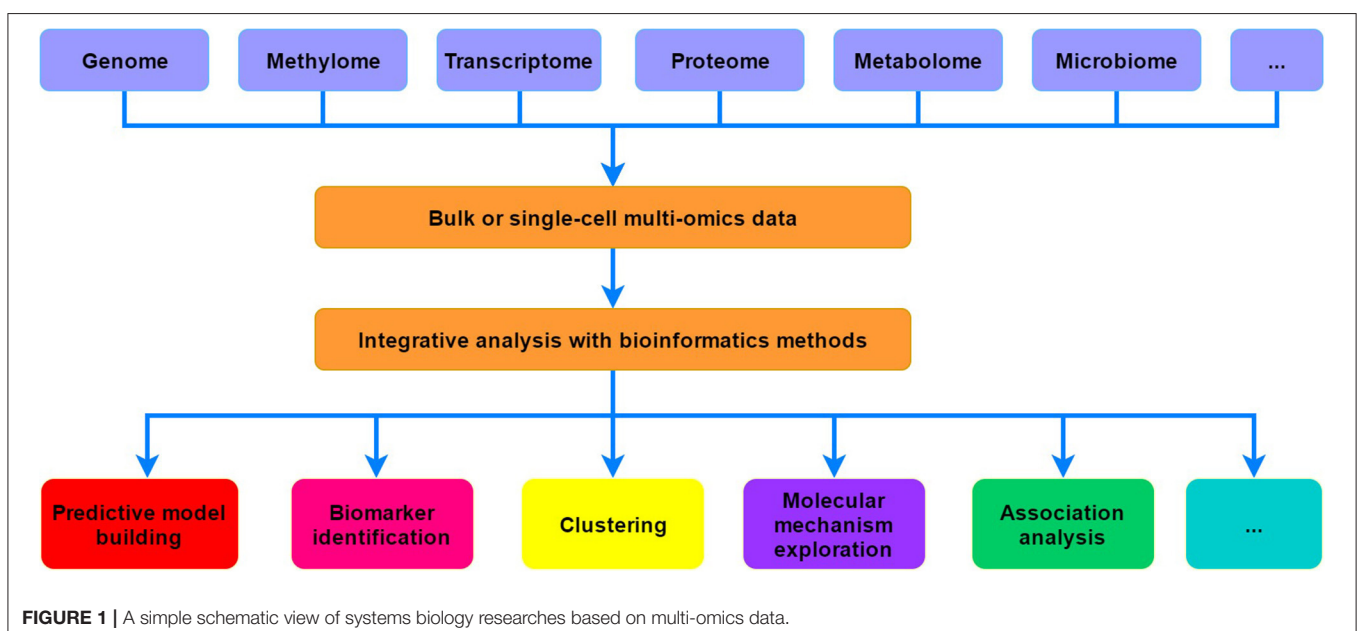 Genome
Methylome
Transcriptome
Proteome
Metabolome
Microbiome
...
Bulk or single-cell multi-omics data
Integrative analysis with bioinformatics methods
Predictive model
building
Biomarker
identification
Clustering
Molecular
mechanism
exploration
Association
analysis
...
FIGURE 1 | A simple schematic view of systems biology researches based on multi-omics data.